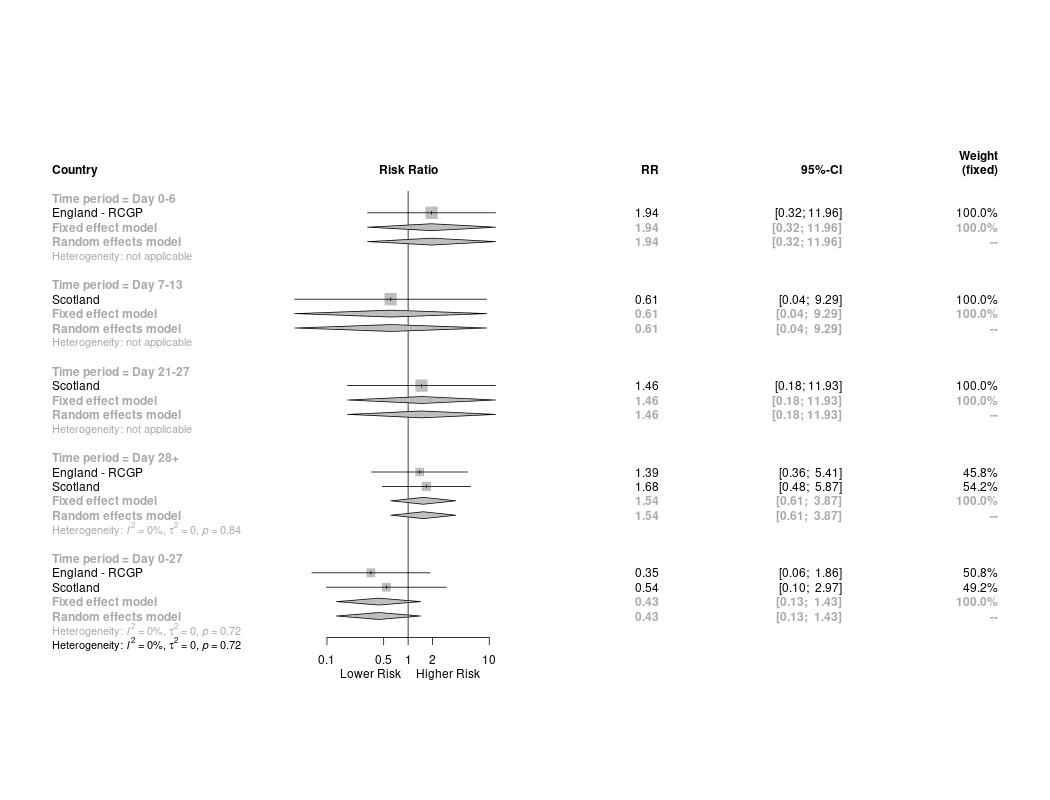 Weight
Country Risk Ratio RR 95%-CI (fixed)
Time period = Day 0-6
England - RCGP 1.94 [0.32; 11.96] 100.0%
Fixed effect model 1.94 [0.32; 11.96] 100.0%
Random effects model 1.94 [0.32; 11.96] --
Heterogeneity: not applicable
Time period = Day 7-13
Scotland 0.61 [0.04; 9.29] 100.0%
Fixed effect model 0.61 [0.04; 9.29] 100.0%
Random effects model 0.61 [0.04; 9.29] --
Heterogeneity: not applicable
Time period = Day 21-27
Scotland 1.46 [0.18; 11.93] 100.0%
Fixed effect model 1.46 [0.18; 11.93] 100.0%
Random effects model 1.46 [0.18; 11.93] --
Heterogeneity: not applicable
Time period = Day 28+
England - RCGP 1.39 [0.36; 5.41] 45.8%
Scotland 1.68 [0.48; 5.87] 54.2%
Fixed effect model 1.54 [0.61; 3.87] 100.0%
Random effects model 1.54 [0.61; 3.87] --
Heterogeneity: I² = 0%, τ² = 0, p = 0.84
Time period = Day 0-27
England - RCGP 0.35 [0.06; 1.86] 50.8%
Scotland 0.54 [0.10; 2.97] 49.2%
Fixed effect model 0.43 [0.13; 1.43] 100.0%
Random effects model 0.43 [0.13; 1.43] --
Heterogeneity: I² = 0%, τ² = 0, p = 0.72
Heterogeneity: I² = 0%, τ² = 0, p = 0.72
0.1 0.5 1 2 10
Lower Risk Higher Risk